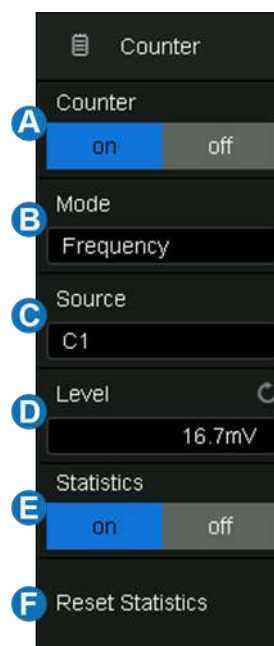 Counter
Counter
A
on off
Mode
B
Frequency
Source
C
C1
Level
D
16.7mV
Statistics
E
on off
F Reset Statistics